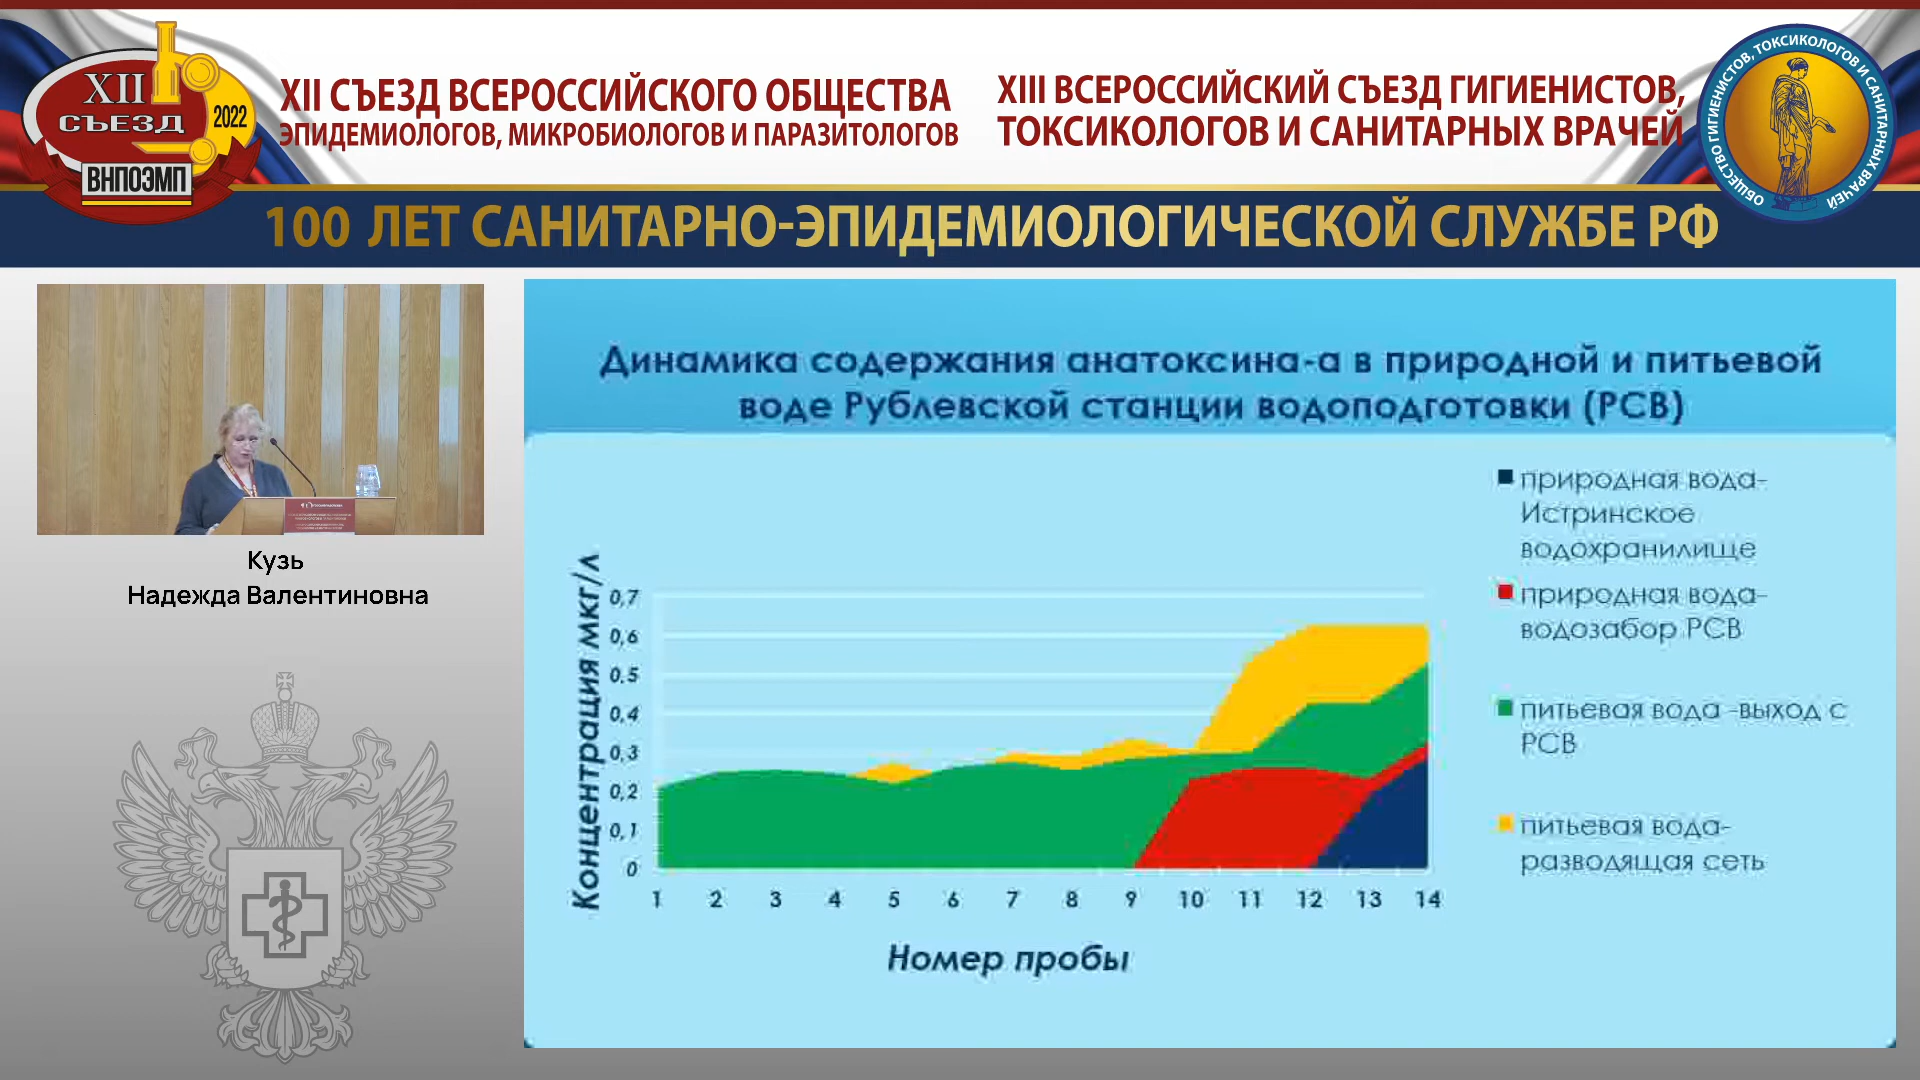 XII
СЪЕЗД
2022
ВНПОЭМП
XII СЪЕЗД ВСЕРОССИЙСКОГО ОБЩЕСТВА
ЭПИДЕМИОЛОГОВ, МИКРОБИОЛОГОВ И ПАРАЗИТОЛОГОВ
XIII ВСЕРОССИЙСКИЙ СЪЕЗД ГИГИЕНИСТОВ,
ТОКСИКОЛОГОВ И САНИТАРНЫХ ВРАЧЕЙ
ОБЩЕСТВО ГИГИЕНИСТОВ, ТОКСИКОЛОГОВ И САНИТАРНЫХ ВРАЧЕЙ
100 ЛЕТ САНИТАРНО-ЭПИДЕМИОЛОГИЧЕСКОЙ СЛУЖБЕ РФ
Кузь
Надежда Валентиновна
Динамика содержания анатоксина-а в природной и питьевой
воде Рублевской станции водоподготовки (РСВ)
Концентрация мкг/л
0,7
0,6
0,5
0,4
0,3
0,2
0,1
0
1 2 3 4 5 6 7 8 9 10 11 12 13 14
Номер пробы
природная вода-
Истринское
водохранилище
природная вода-
водозабор РСВ
питьевая вода -выход с
РСВ
питьевая вода-
разводящая сеть